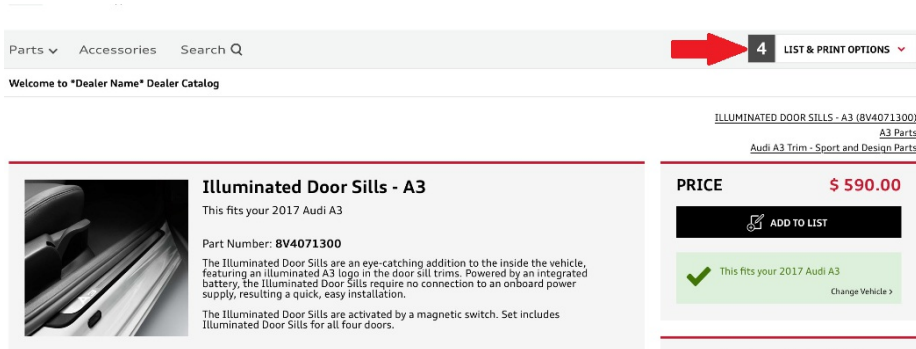 Parts
Accessories
Search
4
LIST & PRINT OPTIONS
Welcome to *Dealer Name* Dealer Catalog
ILLUMINATED DOOR SILLS - A3 (8V4071300)
A3 Parts
Audi A3 Trim - Sport and Design Parts
Illuminated Door Sills - A3
This fits your 2017 Audi A3
Part Number: 8V4071300
The Illuminated Door Sills are an eye-catching addition to the inside the vehicle,
featuring an illuminated A3 logo in the door sill trims. Powered by an integrated
battery, the Illuminated Door Sills require no connection to an onboard power
supply, resulting a quick, easy installation.
The Illuminated Door Sills are activated by a magnetic switch. Set includes
Illuminated Door Sills for all four doors.
PRICE
$ 590.00
ADD TO LIST
This fits your 2017 Audi A3
Change Vehicle >